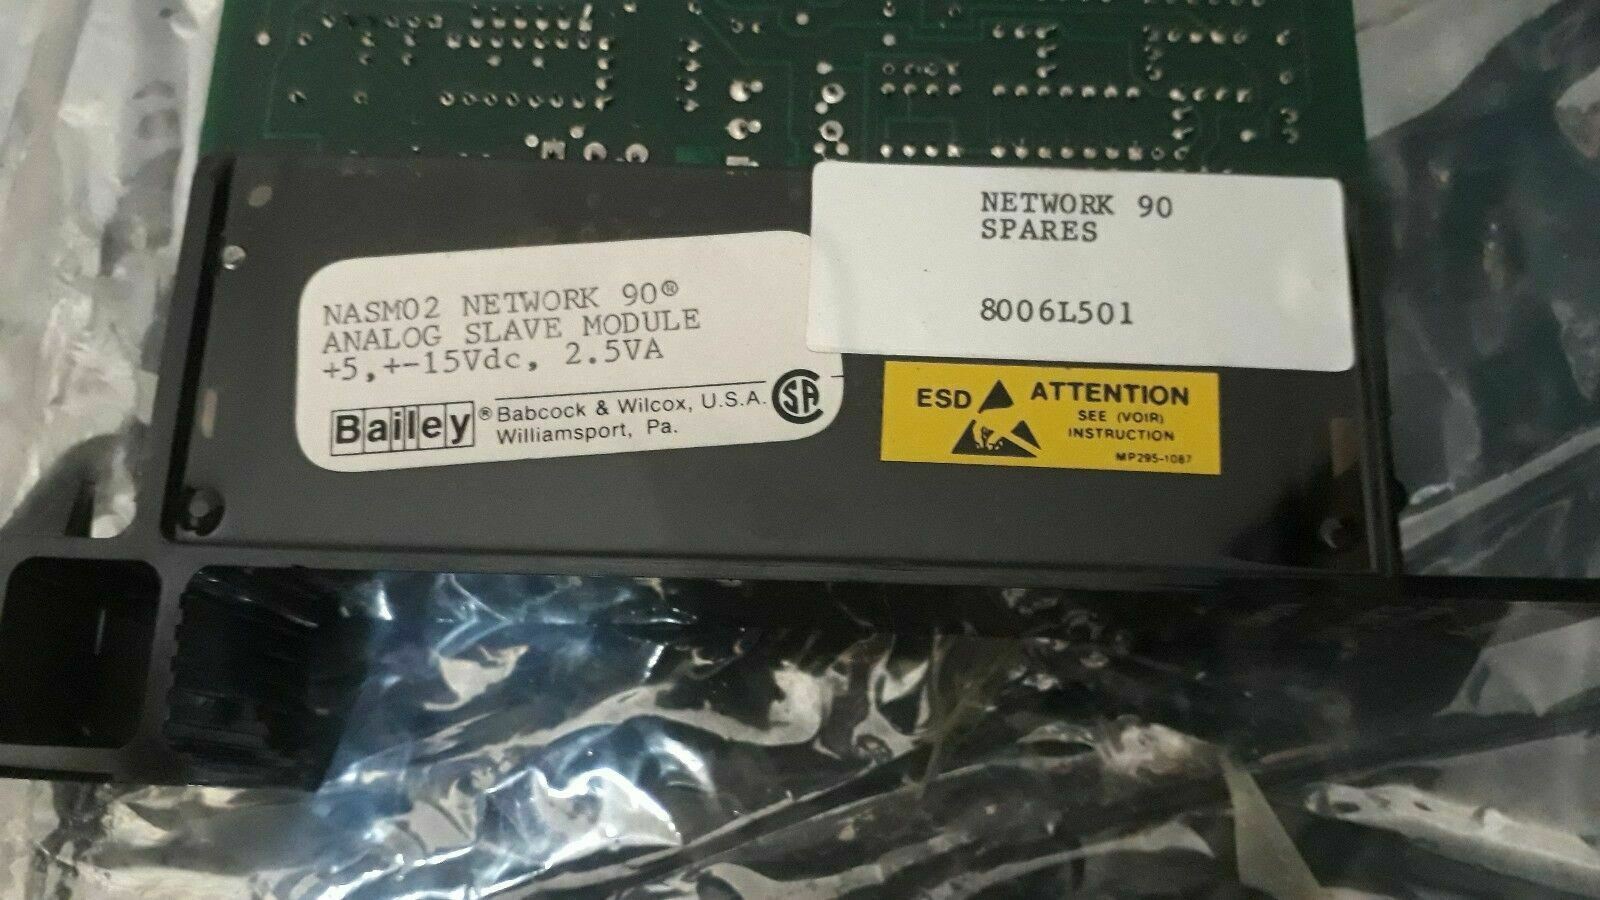 NETWORK 90
SPARES
8006L501
NASM02 NETWORK 90®
ANALOG SLAVE MODULE
+5,+-15Vdc, 2.5VA
Bailey® Babcock & Wilcox, U.S.A.
Williamsport, Pa.
SA
ESD ATTENTION
SEE (VOIR)
INSTRUCTION
MP295-1087